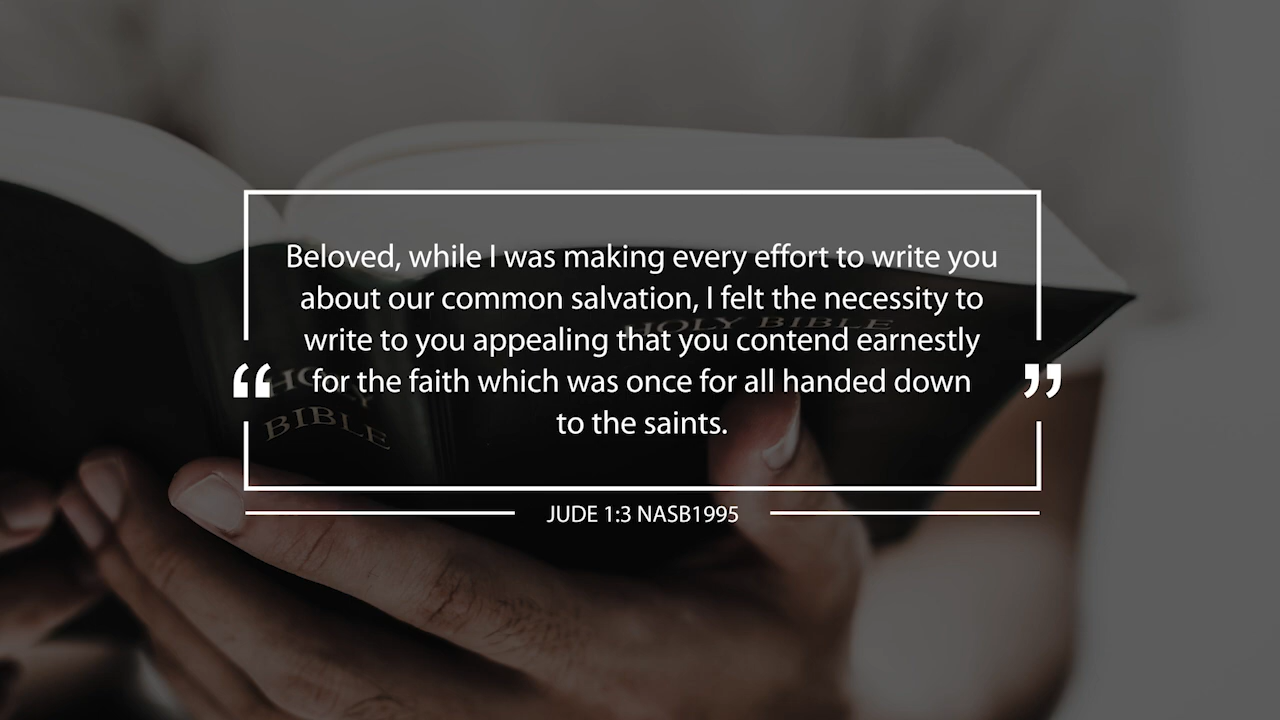 Beloved, while I was making every effort to write you
about our common salvation, I felt the necessity to
write to you appealing that you contend earnestly
“ for the faith which was once for all handed down ”
to the saints.
JUDE 1:3 NASB1995
HOLY BIBLE
HOLY
BIBLE